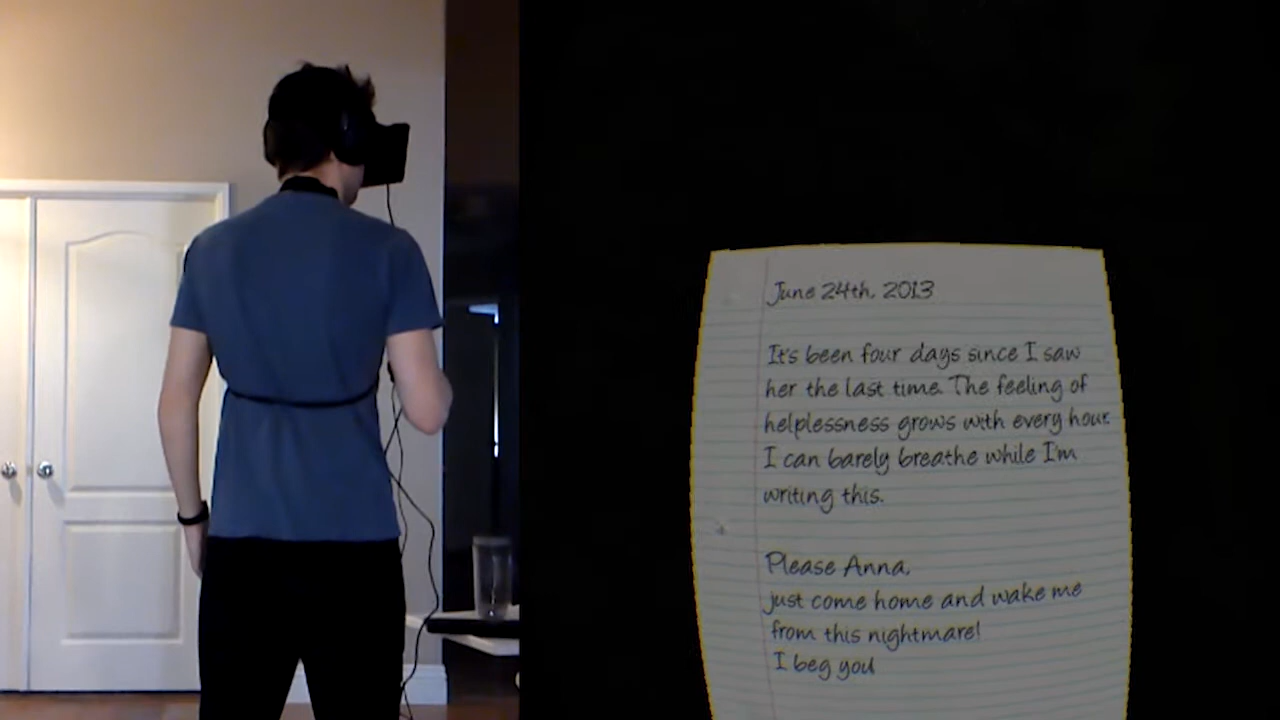 June 24th, 2013
It's been four days since I saw
her the last time. The feeling of
helplessness grows with every hour.
I can barely breathe while I'm
writing this.
Please Anna,
just come home and wake me
from this nightmare!
I beg you